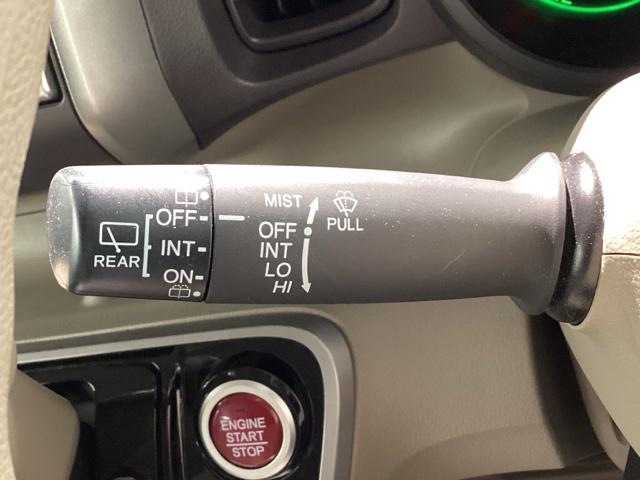 OFF
INT
ON
REAR
MIST
OFF
INT
LO
HI
PULL
ENGINE
START
STOP